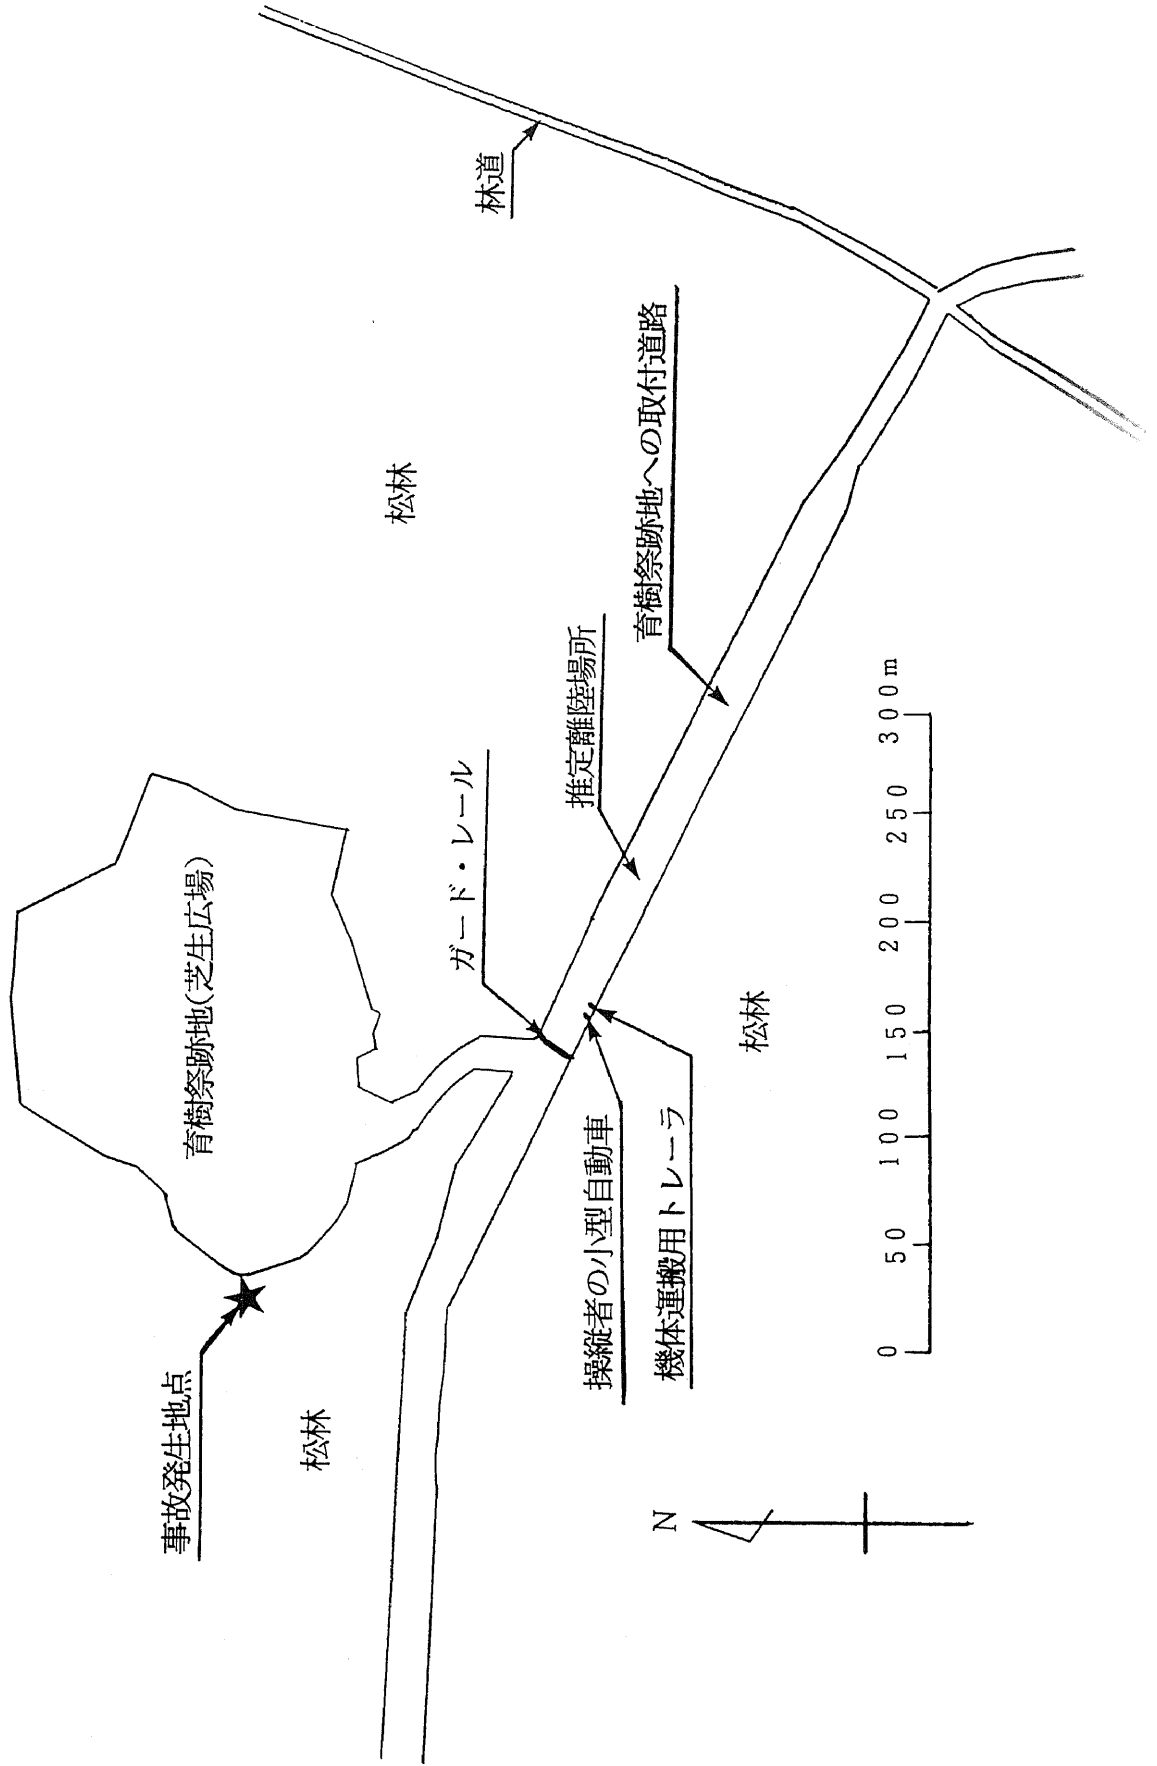 林道
松林
育樹祭跡地への取付道路
推定離陸場所
ガード・レール
育樹祭跡地(芝生広場)
松林
操縦者の小型自動車
機体運搬用トレーラ
事故発生地点
松林
N
0 50 100 150 200 250 300m